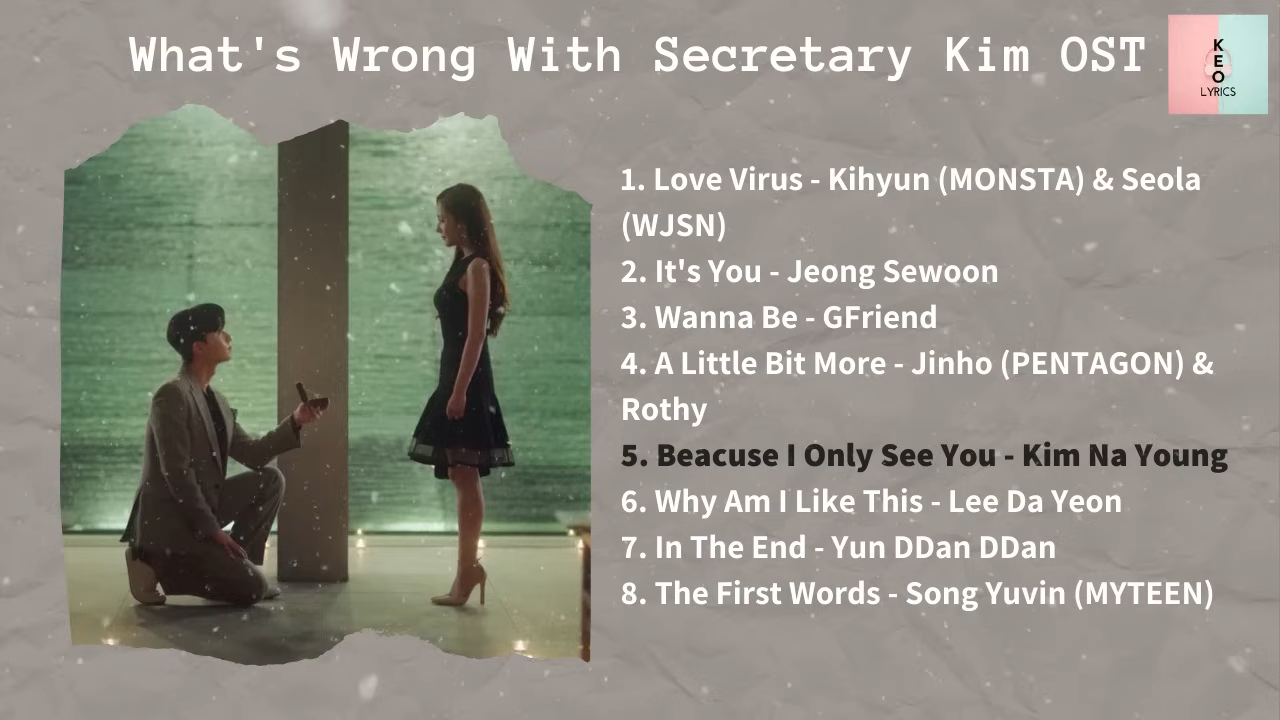 What's Wrong With Secretary Kim OST
K
E
O
LYRICS
1. Love Virus - Kihyun (MONSTA) & Seola
(WJSN)
2. It's You - Jeong Sewoon
3. Wanna Be - GFriend
4. A Little Bit More - Jinho (PENTAGON) &
Rothy
5. Beacuse I Only See You - Kim Na Young
6. Why Am I Like This - Lee Da Yeon
7. In The End - Yun DDan DDan
8. The First Words - Song Yuvin (MYTEEN)